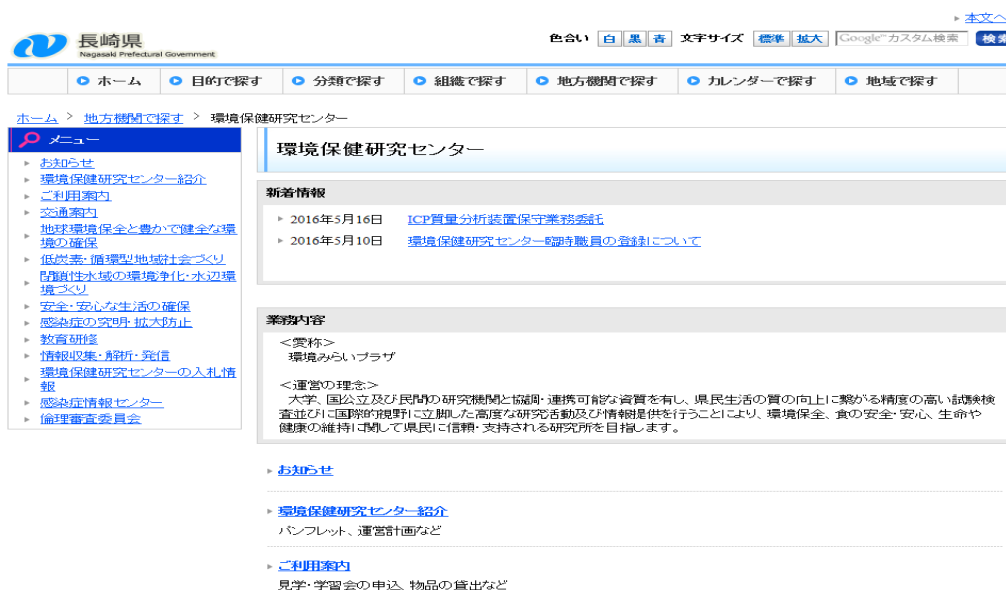 本文へ
長崎県
Nagasaki Prefectural Government
色合い 白 黒 青 文字サイズ 標準 拡大 Google™カスタム検索 検索
ホーム 目的で探す 分類で探す 組織で探す 地方機関で探す カレンダーで探す 地域で探す
ホーム > 地方機関で探す > 環境保健研究センター
メニュー
お知らせ
環境保健研究センター紹介
ご利用案内
交通案内
地球環境保全と豊かで健全な環
境の確保
低炭素・循環型地域社会づくり
閉鎖性水域の環境浄化・水辺環
境づくり
安全・安心な生活の確保
感染症の究明・拡大防止
教育研修
情報収集・解析・発信
環境保健研究センターの入札情
報
感染症情報センター
倫理審査委員会
環境保健研究センター
新着情報
2016年5月16日 ICP質量分析装置保守業務委託
2016年5月10日 環境保健研究センター臨時職員の登録について
業務内容
＜愛称＞
環境みらいプラザ
＜運営の理念＞
大学、国公立及び民間の研究機関と協調・連携可能な資質を有し、県民生活の質の向上に繋がる精度の高い試験検
査並びに国際的視野に立脚した高度な研究活動及び情報提供を行うことにより、環境保全、食の安全・安心、生命や
健康の維持に関して県民に信頼・支持される研究所を目指します。
お知らせ
環境保健研究センター紹介
パンフレット、運営計画など
ご利用案内
見学・学習会の申込、物品の貸出など